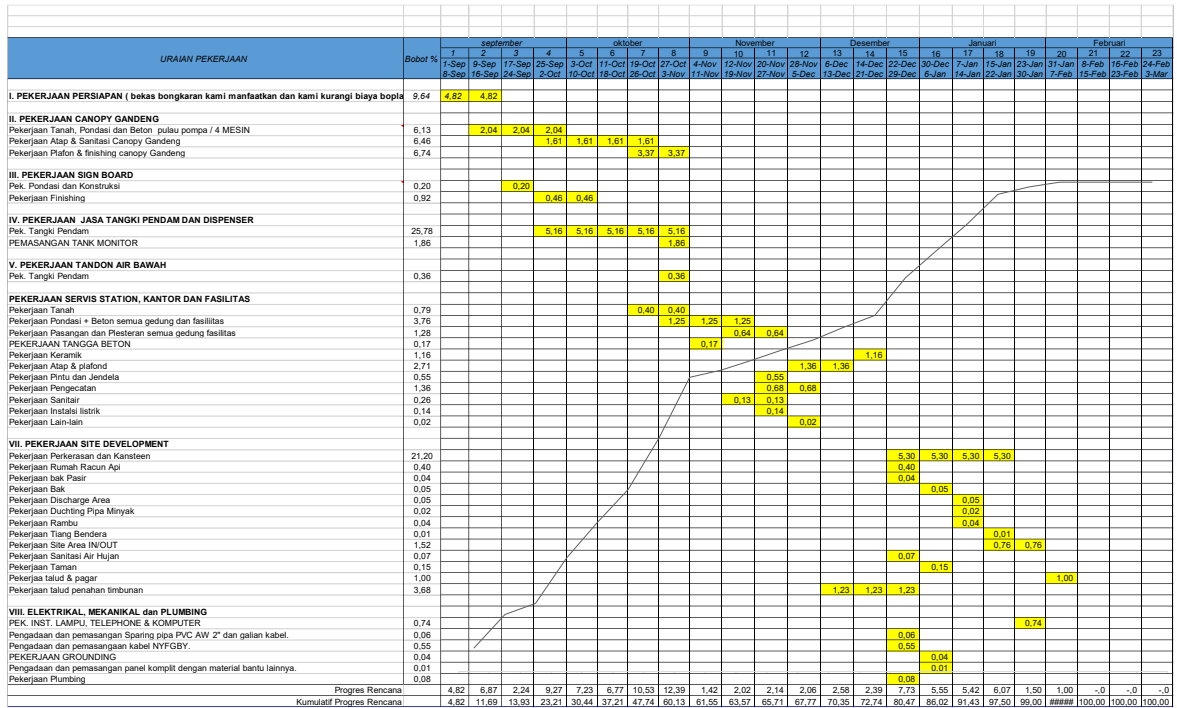 september oktober November Desember Januari Februari
URAIAN PEKERJAAN Bobot % 1 2 3 4 5 6 7 8 9 10 11 12 13 14 15 16 17 18 19 20 21 22 23
1-Sep 9-Sep 17-Sep 25-Sep 3-Oct 11-Oct 19-Oct 27-Oct 4-Nov 12-Nov 20-Nov 28-Nov 6-Dec 14-Dec 22-Dec 30-Dec 7-Jan 15-Jan 23-Jan 31-Jan 8-Feb 16-Feb 24-Feb
8-Sep 16-Sep 24-Sep 2-Oct 10-Oct 18-Oct 26-Oct 3-Nov 11-Nov 19-Nov 27-Nov 5-Dec 13-Dec 21-Dec 29-Dec 6-Jan 14-Jan 22-Jan 30-Jan 7-Feb 15-Feb 23-Feb 3-Mar
I. PEKERJAAN PERSIAPAN ( bekas bongkaran kami manfaatkan dan kami kurangi biaya bopla 9,64 4,82 4,82
II. PEKERJAAN CANOPY GANDENG
Pekerjaan Tanah, Pondasi dan Beton pulau pompa / 4 MESIN 6,13 2,04 2,04 2,04
Pekerjaan Atap & Sanitasi Canopy Gandeng 6,46 1,61 1,61 1,61 1,61
Pekerjaan Plafon & finishing canopy Gandeng 6,74 3,37 3,37
III. PEKERJAAN SIGN BOARD
Pek. Pondasi dan Konstruksi 0,20 0,20
Pekerjaan Finishing 0,92 0,46 0,46
IV. PEKERJAAN JASA TANGKI PENDAM DAN DISPENSER
Pek. Tangki Pendam 25,78 5,16 5,16 5,16 5,16 5,16
PEMASANGAN TANK MONITOR 1,86 1,86
V. PEKERJAAN TANDON AIR BAWAH
Pek. Tangki Pendam 0,36 0,36
PEKERJAAN SERVIS STATION, KANTOR DAN FASILITAS
Pekerjaan Tanah 0,79 0,40 0,40
Pekerjaan Pondasi + Beton semua gedung dan fasiliitas 3,76 1,25 1,25 1,25
Pekerjaan Pasangan dan Plesteran semua gedung fasilitas 1,28 0,64 0,64
PEKERJAAN TANGGA BETON 0,17 0,17
Pekerjaan Keramik 1,16 1,16
Pekerjaan Atap & plafond 2,71 1,36 1,36
Pekerjaan Pintu dan Jendela 0,55 0,55
Pekerjaan Pengecatan 1,36 0,68 0,68
Pekerjaan Sanitair 0,26 0,13 0,13
Pekerjaan Instalsi listrik 0,14 0,14
Pekerjaan Lain-lain 0,02 0,02
VII. PEKERJAAN SITE DEVELOPMENT
Pekerjaan Perkerasan dan Kansteen 21,20 5,30 5,30 5,30 5,30
Pekerjaan Rumah Racun Api 0,40 0,40
Pekerjaan bak Pasir 0,04 0,04
Pekerjaan Bak 0,05 0,05
Pekerjaan Discharge Area 0,05 0,05
Pekerjaan Duchting Pipa Minyak 0,02 0,02
Pekerjaan Rambu 0,04 0,04
Pekerjaan Tiang Bendera 0,01 0,01
Pekerjaan Site Area IN/OUT 1,52 0,76 0,76
Pekerjaan Sanitasi Air Hujan 0,07 0,07
Pekerjaan Taman 0,15 0,15
Pekerjaa talud & pagar 1,00 1,00
Pekerjaan talud penahan timbunan 3,68 1,23 1,23 1,23
VIII. ELEKTRIKAL, MEKANIKAL dan PLUMBING
PEK. INST. LAMPU, TELEPHONE & KOMPUTER 0,74 0,74
Pengadaan dan pemasangan Sparing pipa PVC AW 2" dan galian kabel. 0,06 0,06
Pengadaan dan pemasangaan kabel NYFGBY. 0,55 0,55
PEKERJAAN GROUNDING 0,04 0,04
Pengadaan dan pemasangan panel komplit dengan material bantu lainnya. 0,01 0.01
Pekerjaan Plumbing 0,08 0,08
Progres Rencana 4,82 6,87 2,24 9,27 7,23 6,77 10,53 12,39 1,42 2,02 2,14 2,06 2,58 2,39 7,73 5,55 5,42 6,07 1,50 1,00 -,0 -,0 -,0
Kumulatif Progres Rencana 4,82 11,69 13,93 23,21 30,44 37,21 47,74 60,13 61,55 63,57 65,71 67,77 70,35 72,74 80,47 86,02 91,43 97,50 99,00 ##### 100,00 100,00 100,00